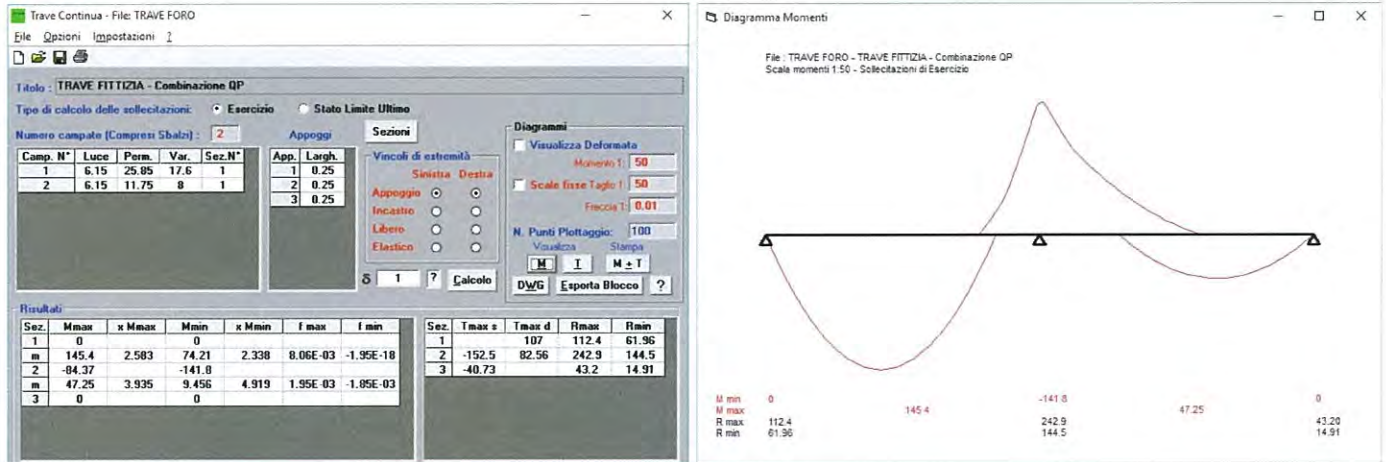 Trave Continua - File: TRAVE FORO
File Opzioni Impostazioni ?
Titolo : TRAVE FITTIZIA - Combinazione QP
Tipo di calcolo delle sollecitazioni: Esercizio Stato Limite Ultimo
Numero campate (Compresi Sbalzi) : 2
Camp. N° Luce Perm. Var. Sez.N°
1 6.15 25.85 17.6 1
2 6.15 11.75 8 1
Appoggi
App. Largh.
1 0.25
2 0.25
3 0.25
Sezioni
Vincoli di estremità
Sinistra Destra
Appoggio
Incastro
Libero
Elastico
δ 1 ? Calcolo
Diagrammi
Visualizza Deformata
Momento 1: 50
Scale fisse Taglio 1: 50
Freccia 1: 0.01
N. Punti Plottaggio: 100
Visualizza Stampa
M T M + T
DWG Esporta Blocco ?
Risultati
Sez. Mmax x Mmax Mmin x Mmin f max f min
1 0 0
m 145.4 2.583 74.21 2.338 8.06E-03 -1.95E-18
2 -84.37 -141.8
m 47.25 3.935 9.456 4.919 1.95E-03 -1.85E-03
3 0 0
Sez. Tmax s Tmax d Rmax Rmin
1 107 112.4 61.96
2 -152.5 82.56 242.9 144.5
3 -40.73 43.2 14.91
Diagramma Momenti
File : TRAVE FORO - TRAVE FITTIZIA - Combinazione QP
Scala momenti 1:50 - Sollecitazioni di Esercizio
M min 0 -141.8 0
M max 145.4 47.25
R max 112.4 242.9 43.20
R min 61.96 144.5 14.91